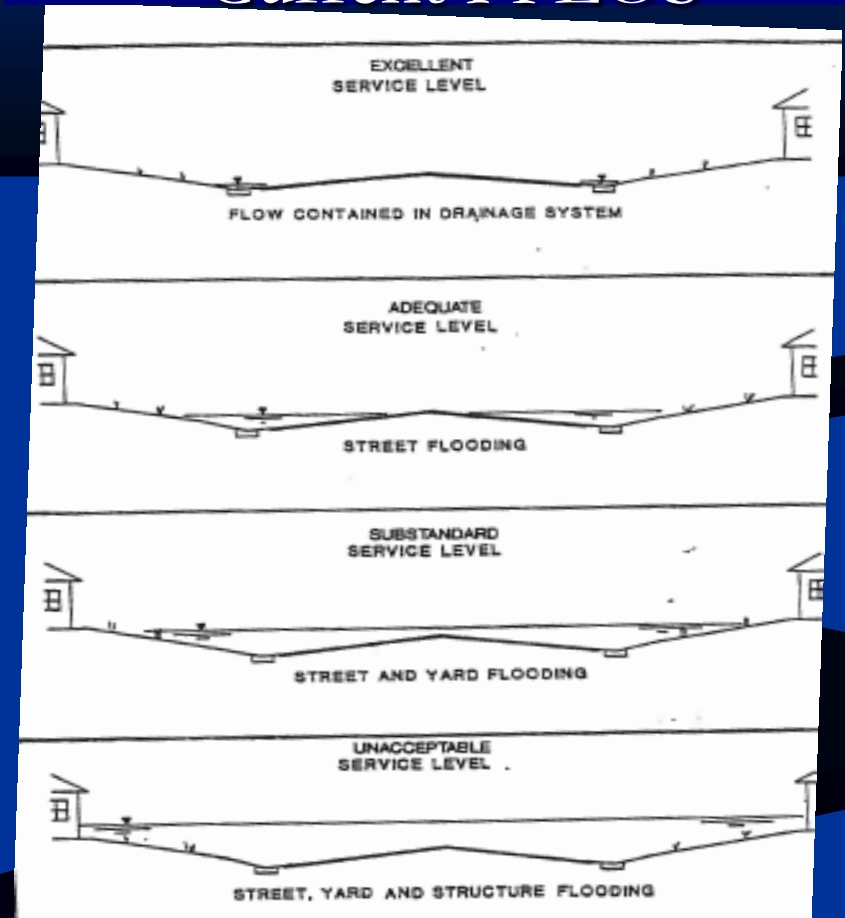 Current
EXCELLENT
SERVICE LEVEL
FLOW CONTAINED IN DRAINAGE SYSTEM
ADEQUATE
SERVICE LEVEL
STREET FLOODING
SUBSTANDARD
SERVICE LEVEL
STREET AND YARD FLOODING
UNACCEPTABLE
SERVICE LEVEL
STREET, YARD AND STRUCTURE FLOODING